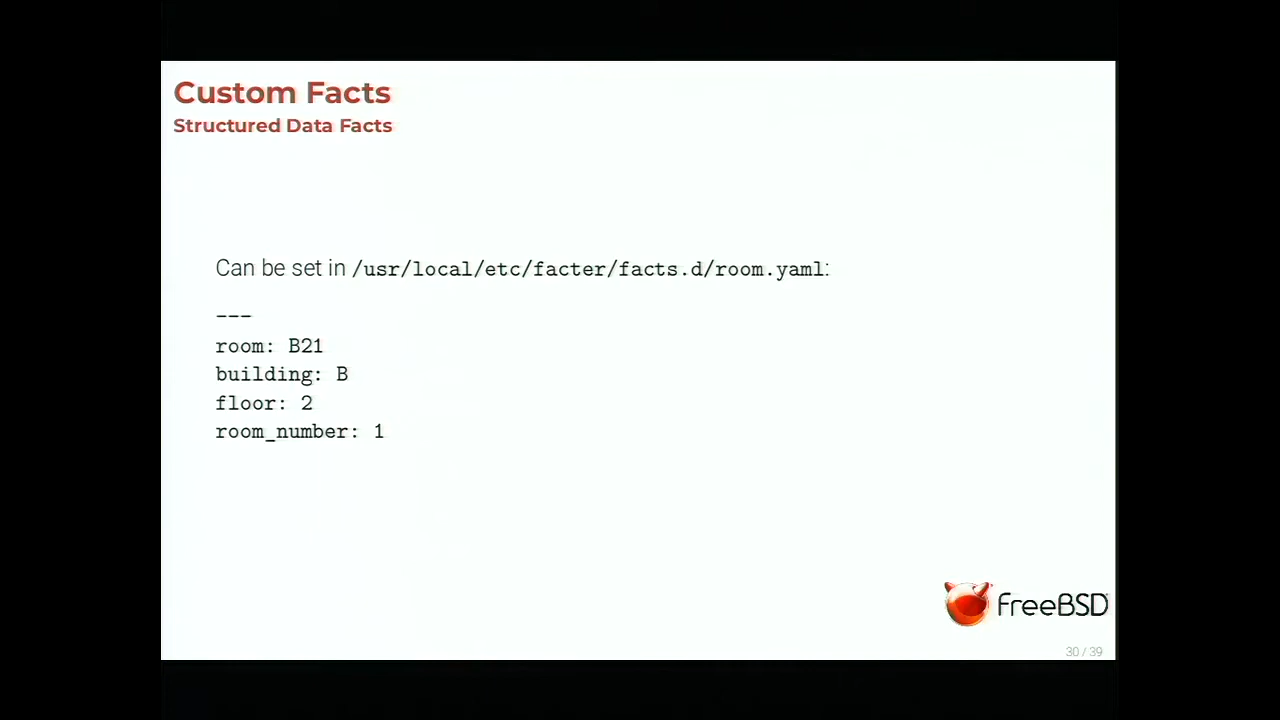 Custom Facts
Structured Data Facts
Can be set in /usr/local/etc/facter/facts.d/room.yaml:
---
room: B21
building: B
floor: 2
room_number: 1
FreeBSD
30 / 39